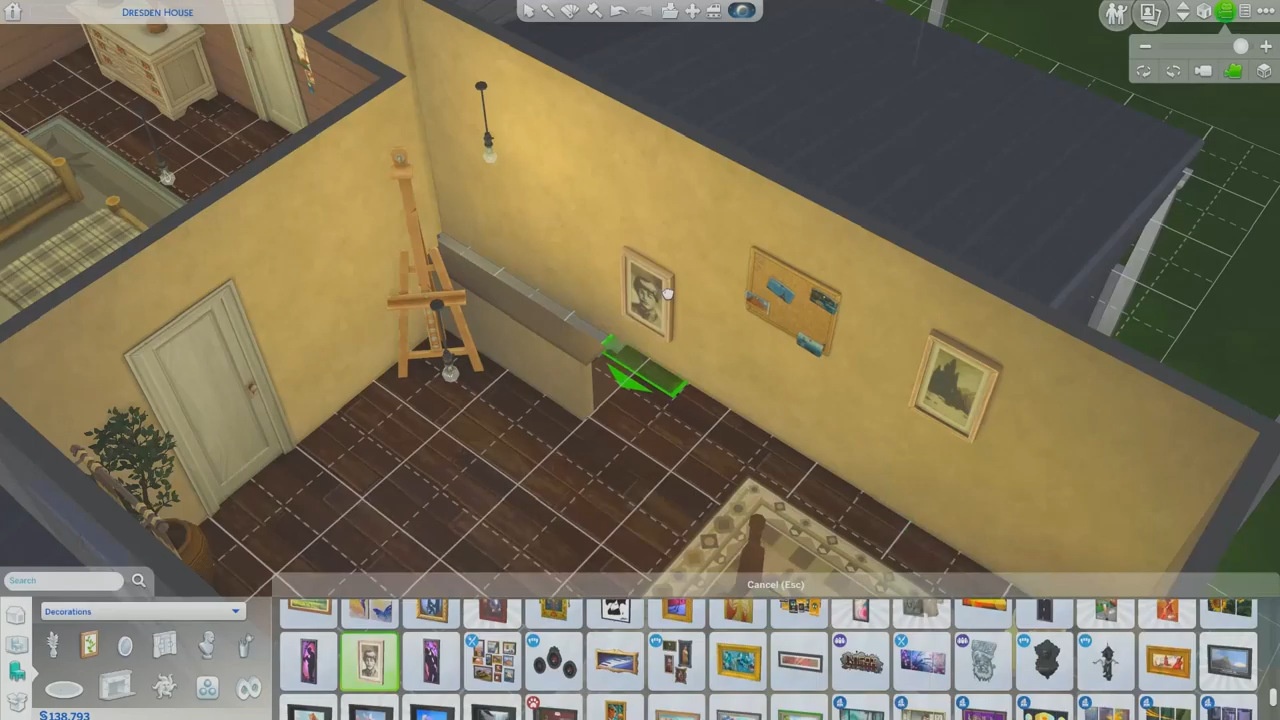 DRESDEN HOUSE
Cancel (Esc)
Search
Decorations
§138,793